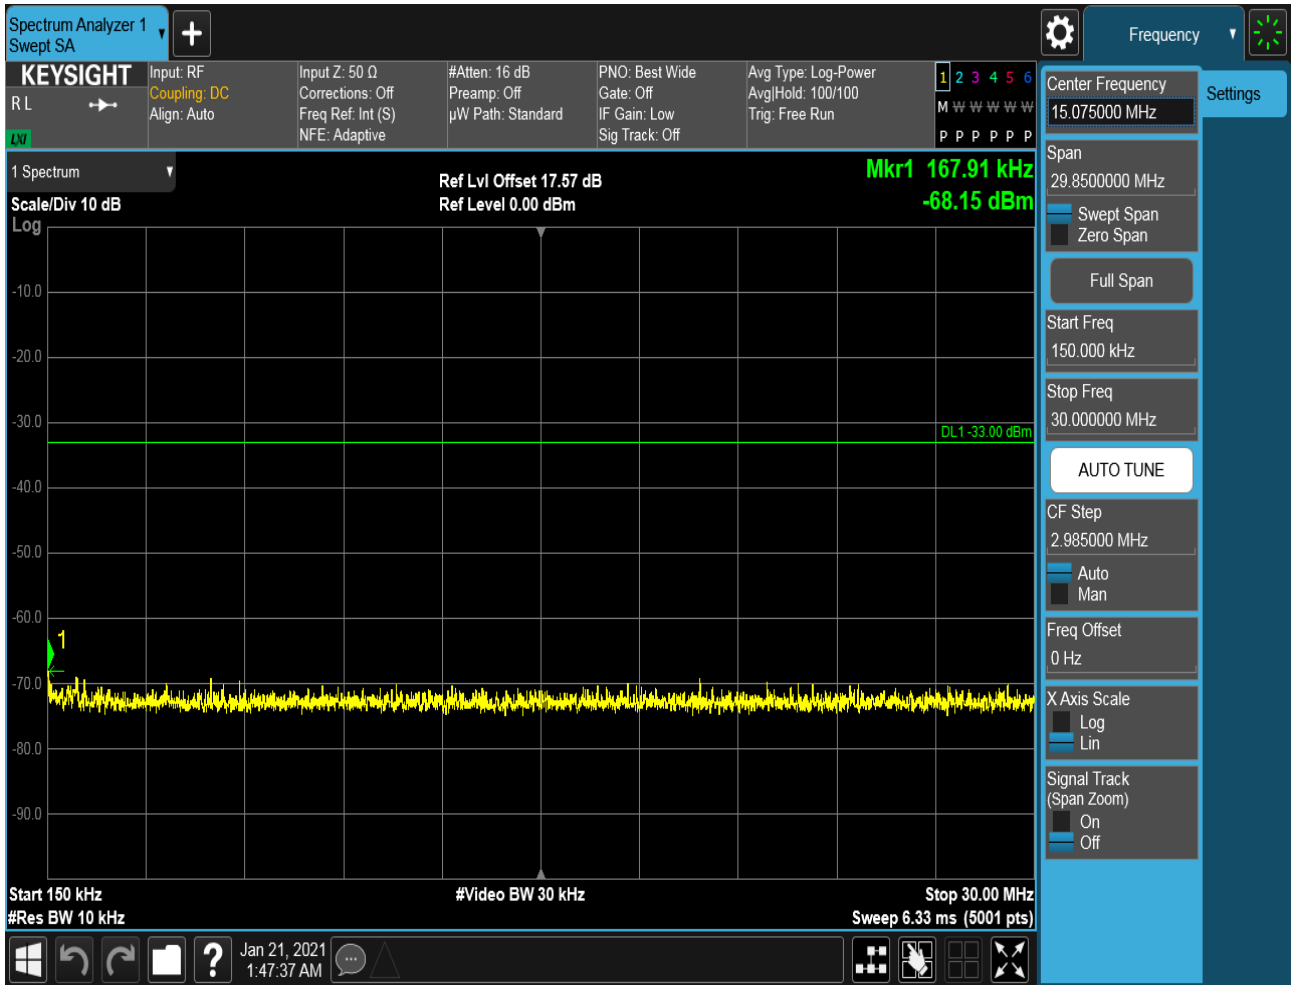 Spectrum Analyzer 1
Swept SA
Frequency
KEYSIGHT
R L
LXI
Input: RF
Coupling: DC
Align: Auto
Input Z: 50 Ω
Corrections: Off
Freq Ref: Int (S)
NFE: Adaptive
#Atten: 16 dB
Preamp: Off
µW Path: Standard
PNO: Best Wide
Gate: Off
IF Gain: Low
Sig Track: Off
Avg Type: Log-Power
Avg|Hold: 100/100
Trig: Free Run
1 2 3 4 5 6
M W W W W W
P P P P P P
1 Spectrum
Scale/Div 10 dB
Log
Ref Lvl Offset 17.57 dB
Ref Level 0.00 dBm
Mkr1 167.91 kHz
-68.15 dBm
-10.0
-20.0
-30.0
DL1 -33.00 dBm
-40.0
-50.0
-60.0
1
-70.0
-80.0
-90.0
Start 150 kHz
#Res BW 10 kHz
#Video BW 30 kHz
Stop 30.00 MHz
Sweep 6.33 ms (5001 pts)
Settings
Center Frequency
15.075000 MHz
Span
29.8500000 MHz
Swept Span
Zero Span
Full Span
Start Freq
150.000 kHz
Stop Freq
30.000000 MHz
AUTO TUNE
CF Step
2.985000 MHz
Auto
Man
Freq Offset
0 Hz
X Axis Scale
Log
Lin
Signal Track
(Span Zoom)
On
Off
?
Jan 21, 2021
1:47:37 AM